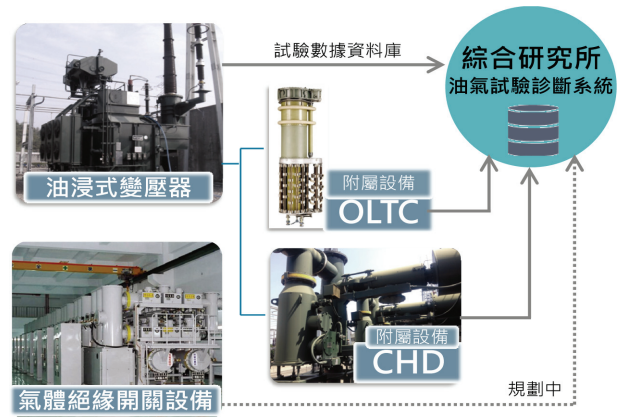 試驗數據資料庫
綜合研究所
油氣試驗診斷系統
油浸式變壓器
附屬設備
OLTC
附屬設備
CHD
氣體絕緣開關設備
規劃中